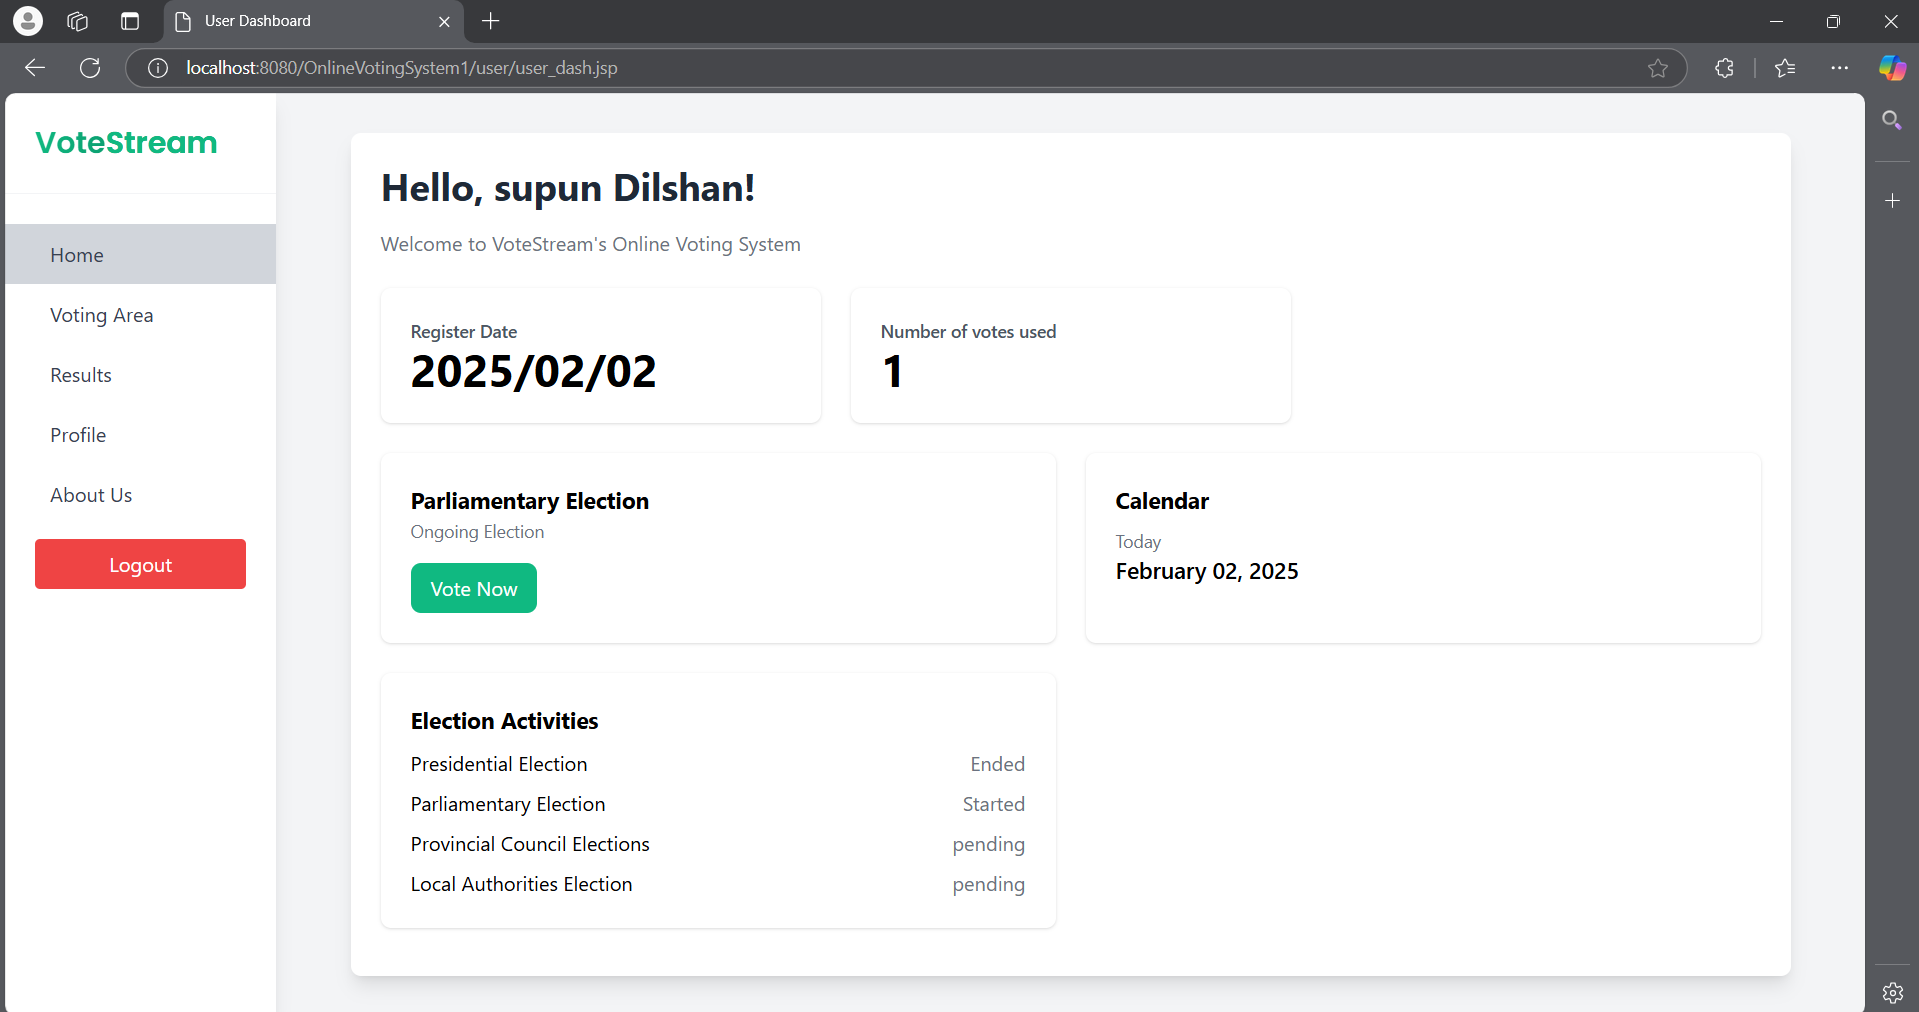 User Dashboard
localhost:8080/OnlineVotingSystem1/user/user_dash.jsp
VoteStream
Home
Voting Area
Results
Profile
About Us
Logout
Hello, supun Dilshan!
Welcome to VoteStream's Online Voting System
Register Date
2025/02/02
Number of votes used
1
Parliamentary Election
Ongoing Election
Vote Now
Calendar
Today
February 02, 2025
Election Activities
Presidential Election Ended
Parliamentary Election Started
Provincial Council Elections pending
Local Authorities Election pending